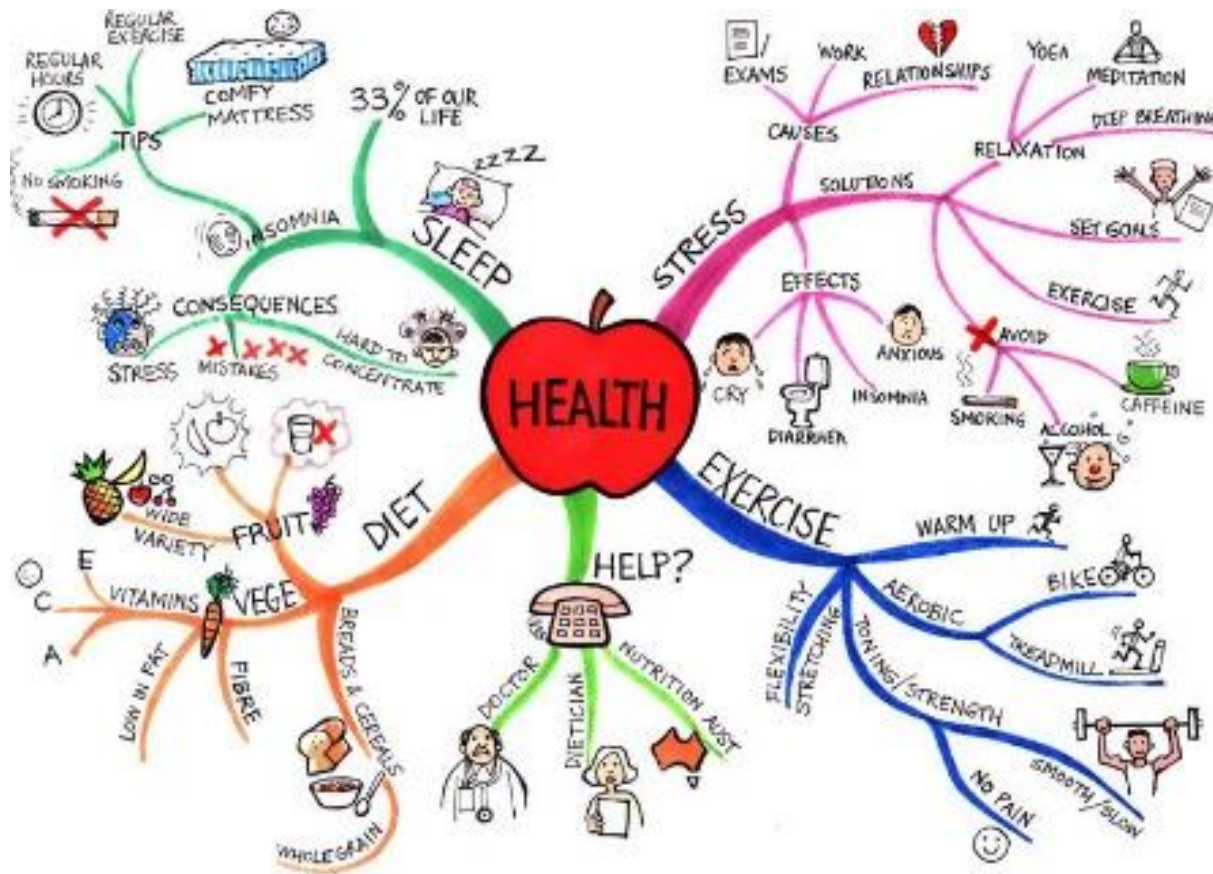 HEALTH
SLEEP
33% OF OUR
LIFE
ZZZZ
INSOMNIA
TIPS
REGULAR
HOURS
REGULAR
EXERCISE
COMFY
MATTRESS
NO SMOKING
CONSEQUENCES
STRESS
MISTAKES
HARD TO
CONCENTRATE
STRESS
CAUSES
EXAMS
WORK
RELATIONSHIPS
SOLUTIONS
RELAXATION
YOGA
MEDITATION
DEEP BREATHING
SET GOALS
EXERCISE
AVOID
SMOKING
ALCOHOL
CAFFEINE
EFFECTS
CRY
DIARRHEA
INSOMNIA
ANXIOUS
EXERCISE
WARM UP
AEROBIC
BIKE
TREADMILL
TONING/STRENGTH
SMOOTH/SLOW
NO PAIN
FLEXIBILITY
STRETCHING
HELP?
DOCTOR
DIETICIAN
NUTRITION AUST
DIET
FRUIT
WIDE
VARIETY
VEGE
VITAMINS
E
C
A
LOW IN FAT
FIBRE
BREADS & CEREALS
WHOLEGRAIN